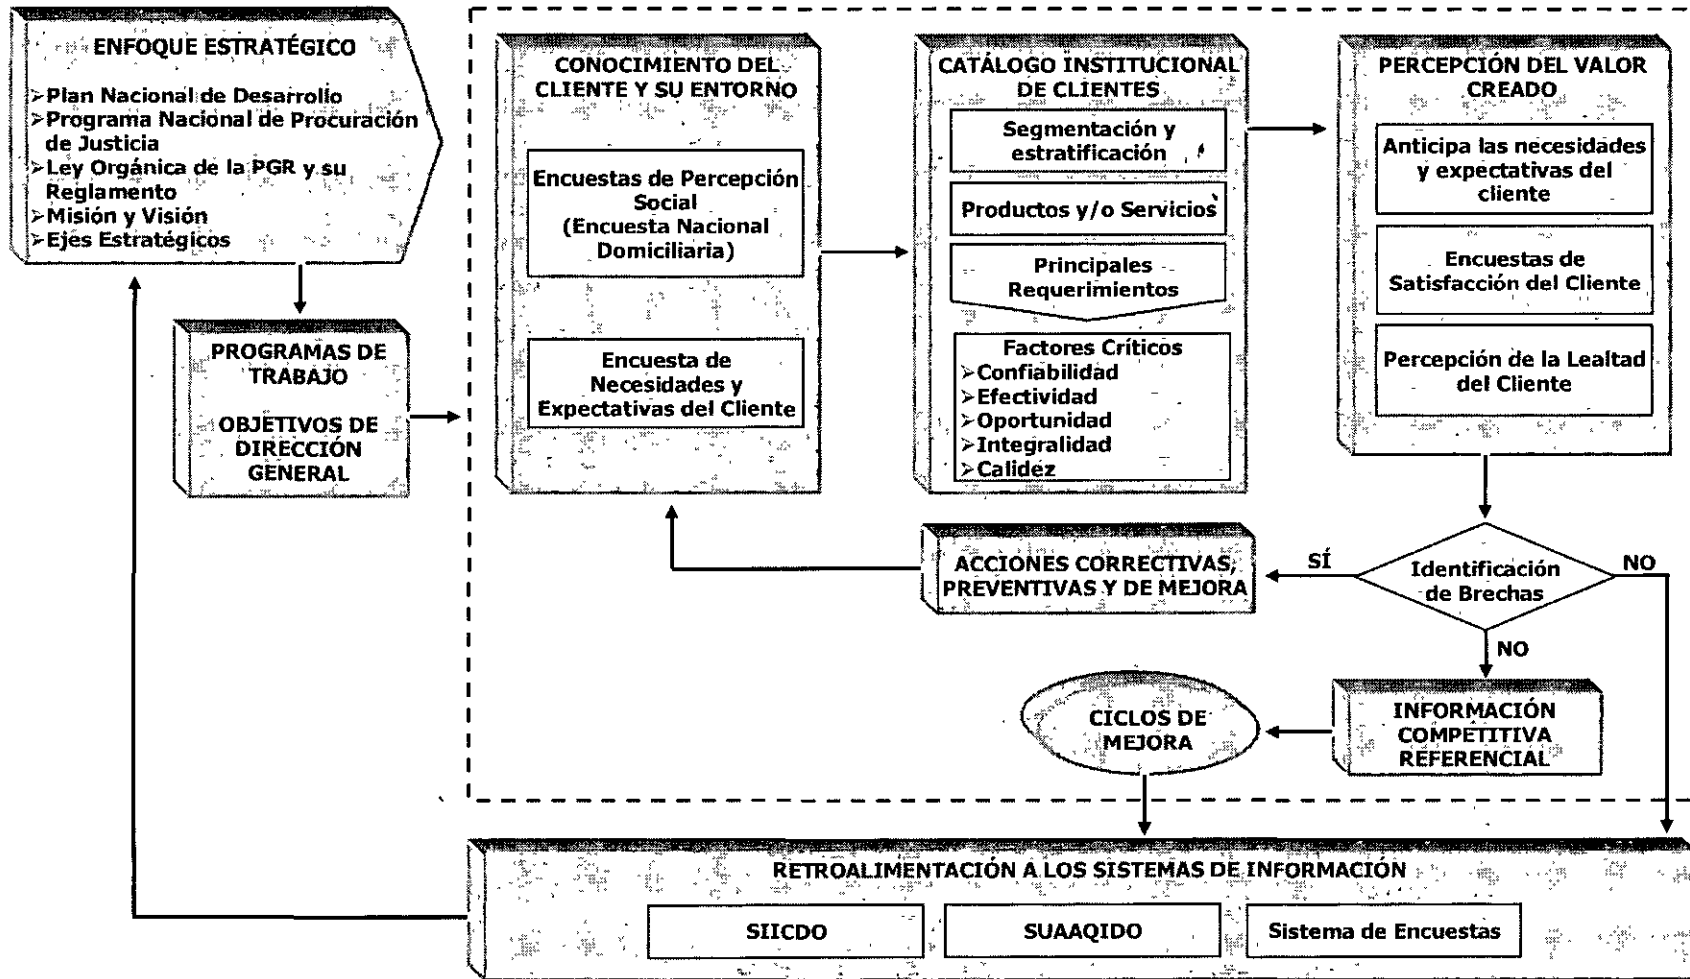 ENFOQUE ESTRATÉGICO
➢Plan Nacional de Desarrollo
➢Programa Nacional de Procuración
de Justicia
➢Ley Orgánica de la PGR y su
Reglamento
➢Misión y Visión
➢Ejes Estratégicos
PROGRAMAS DE
TRABAJO
OBJETIVOS DE
DIRECCIÓN
GENERAL
CONOCIMIENTO DEL
CLIENTE Y SU ENTORNO
Encuestas de Percepción
Social
(Encuesta Nacional
Domiciliaria)
Encuesta de
Necesidades y
Expectativas del Cliente
CATÁLOGO INSTITUCIONAL
DE CLIENTES
Segmentación y
estratificación
Productos y/o Servicios
Principales
Requerimientos
Factores Críticos
➢Confiabilidad
➢Efectividad
➢Oportunidad
➢Integralidad
➢Calidéz
PERCEPCIÓN DEL VALOR
CREADO
Anticipa las necesidades
y expectativas del
cliente
Encuestas de
Satisfacción del Cliente
Percepción de la Lealtad
del Cliente
Identificación
de Brechas
SÍ
NO
NO
ACCIONES CORRECTIVAS,
PREVENTIVAS Y DE MEJORA
INFORMACIÓN
COMPETITIVA
REFERENCIAL
CICLOS DE
MEJORA
RETROALIMENTACIÓN A LOS SISTEMAS DE INFORMACIÓN
SIICDO
SUAAQIDO
Sistema de Encuestas